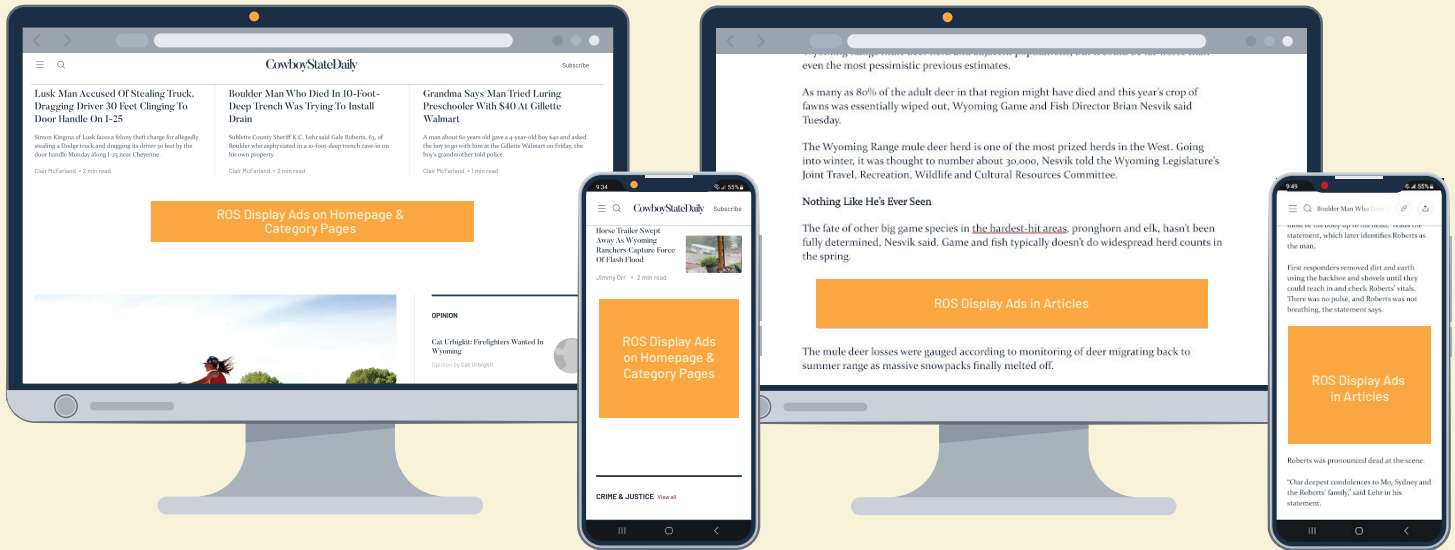 CowboyStateDaily
Subscribe
Lusk Man Accused Of Stealing Truck,
Dragging Driver 30 Feet Clinging To
Door Handle On I-25
Simon Kingma of Lusk faces a felony theft charge for allegedly
stealing a Dodge truck and dragging its driver 30 feet by the
door handle Monday along I-25 near Cheyenne.
Clair McFarland • 2 min read
Boulder Man Who Died In 10-Foot-
Deep Trench Was Trying To Install
Drain
Sublette County Sheriff K.C. Lehr said Gale Roberts, 63, of
Boulder who asphyxiated in a 10-foot-deep trench cave-in on
his own property.
Clair McFarland • 2 min read
Grandma Says Man Tried Luring
Preschooler With $40 At Gillette
Walmart
A man about 60 years old gave a 4-year-old boy $40 and asked
the boy to go with him at the Gillette Walmart on Friday, the
boy's grandmother told police.
Clair McFarland • 1 min read
ROS Display Ads on Homepage &
Category Pages
OPINION
Cat Urbigkit: Firefighters Wanted In
Wyoming
Opinion by Cat Urbigkit
9:34
55%
CowboyStateDaily
Subscribe
Horse Trailer Swept
Away As Wyoming
Ranchers Capture Force
Of Flash Flood
Jimmy Orr • 2 min read
ROS Display Ads
on Homepage &
Category Pages
CRIME & JUSTICE View all
even the most pessimistic previous estimates.
As many as 80% of the adult deer in that region might have died and this year's crop of
fawns was essentially wiped out, Wyoming Game and Fish Director Brian Nesvik said
Tuesday.
The Wyoming Range mule deer herd is one of the most prized herds in the West. Going
into winter, it was thought to number about 30,000, Nesvik told the Wyoming Legislature's
Joint Travel, Recreation, Wildlife and Cultural Resources Committee.
Nothing Like He's Ever Seen
The fate of other big game species in the hardest-hit areas, pronghorn and elk, hasn't been
fully determined, Nesvik said. Game and fish typically doesn't do widespread herd counts in
the spring.
ROS Display Ads in Articles
The mule deer losses were gauged according to monitoring of deer migrating back to
summer range as massive snowpacks finally melted off.
9:49
55%
Boulder Man Who Died
statement, which later identifies Roberts as
the man.
First responders removed dirt and earth
using the backhoe and shovels until they
could reach in and check Roberts' vitals.
There was no pulse, and Roberts was not
breathing, the statement says.
ROS Display Ads
in Articles
Roberts was pronounced dead at the scene.
"Our deepest condolences to Mo, Sydney and
the Roberts' family," said Lehr in his
statement.